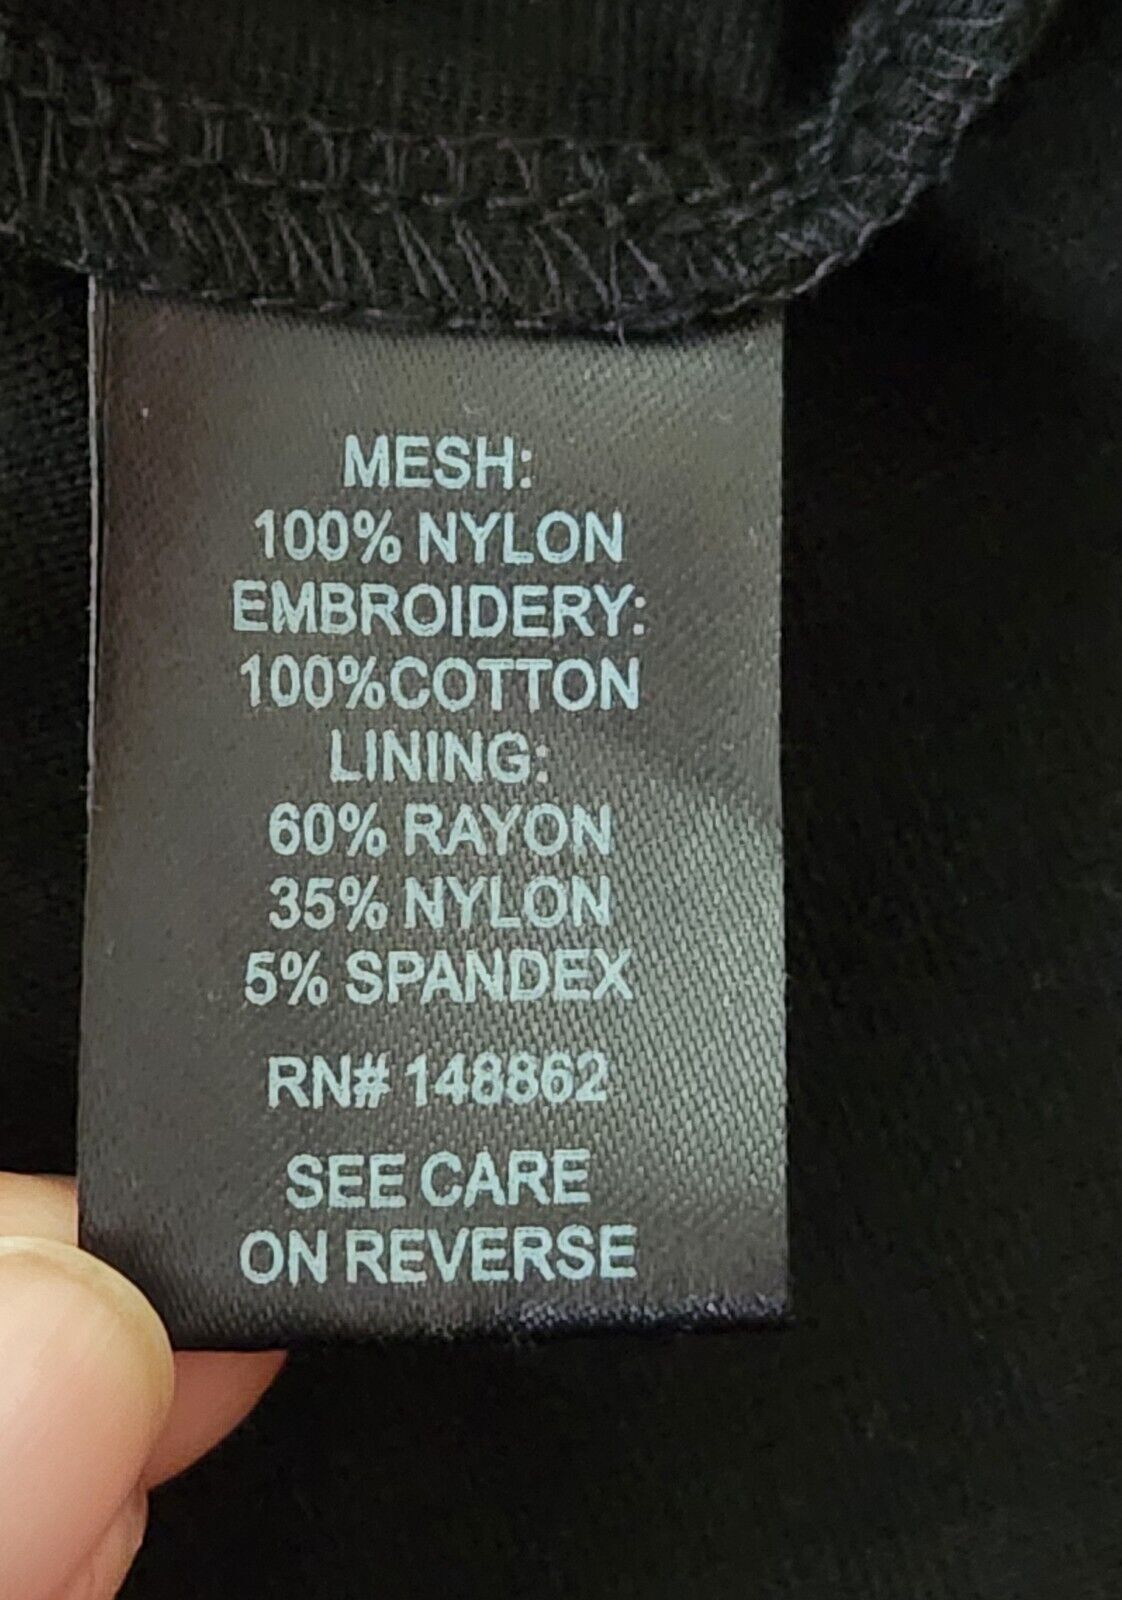 MESH:
100% NYLON
EMBROIDERY:
100%COTTON
LINING:
60% RAYON
35% NYLON
5% SPANDEX
RN# 148862
SEE CARE
ON REVERSE